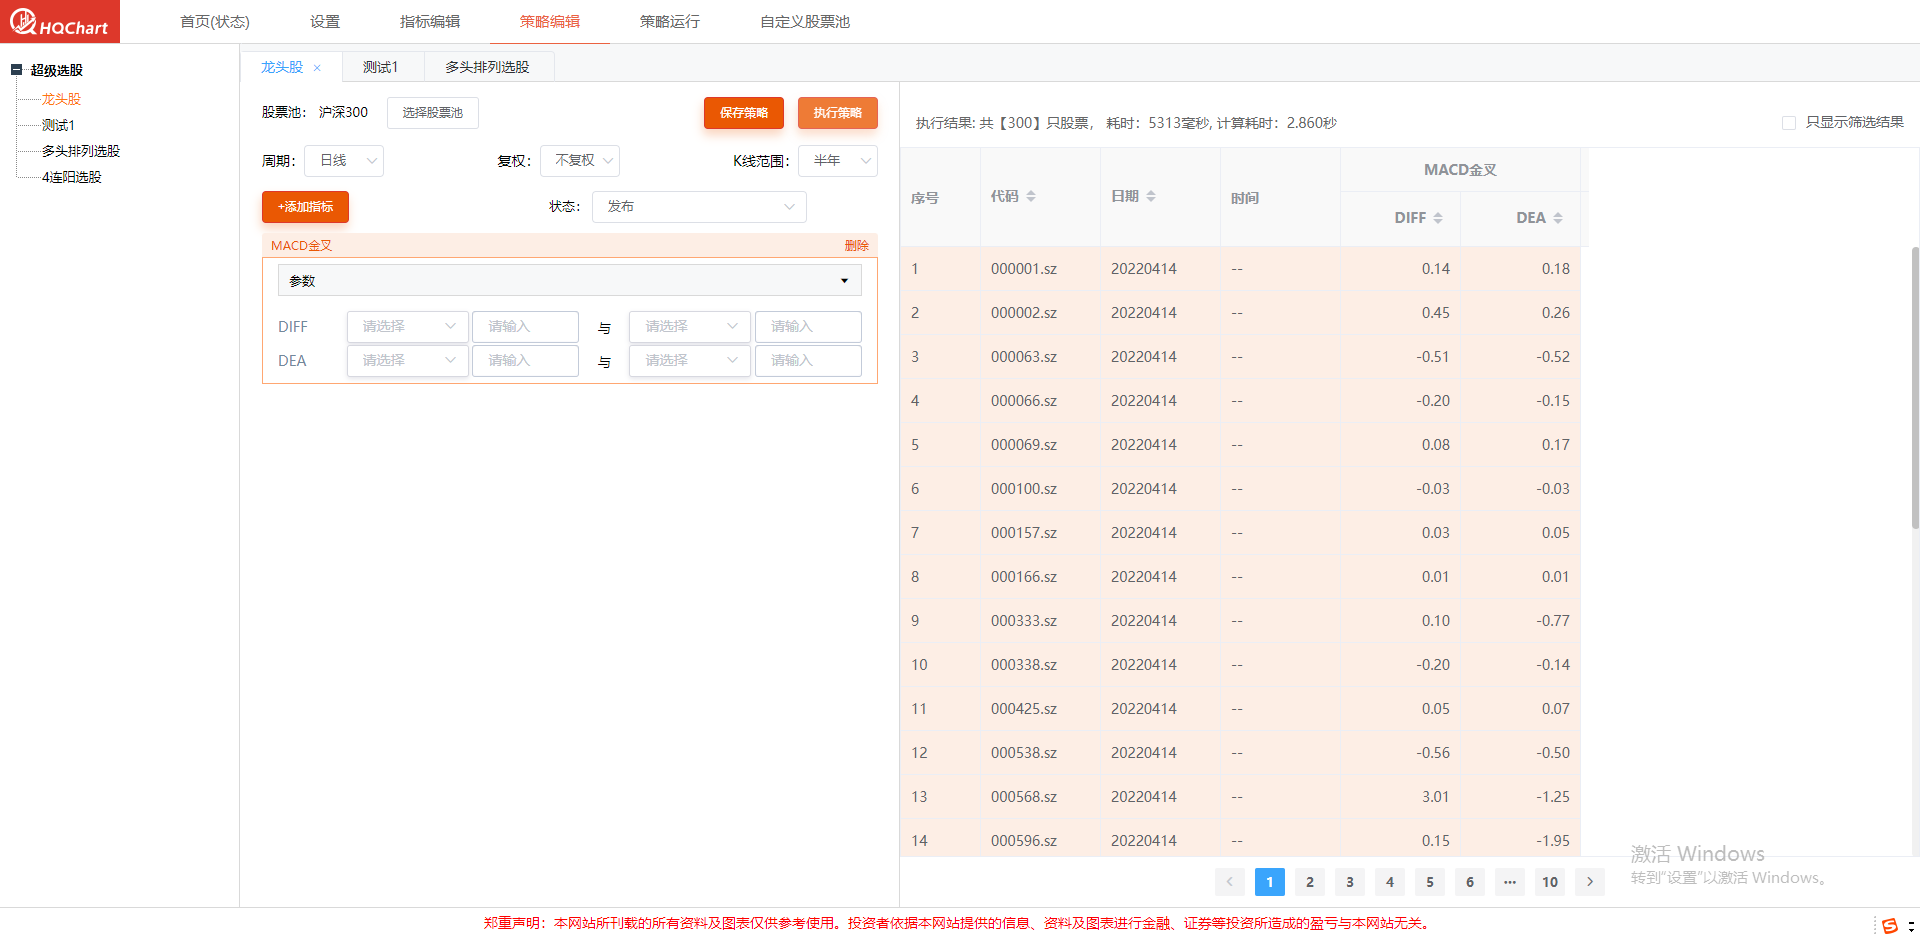 HQChart 首页(状态) 设置 指标编辑 策略编辑 策略运行 自定义股票池
超级选股
龙头股
测试1
多头排列选股
4连阳选股
龙头股 × 测试1 多头排列选股
股票池： 沪深300 选择股票池 保存策略 执行策略
周期： 日线 复权： 不复权 K线范围： 半年
+添加指标 状态： 发布
MACD金叉 删除
参数
DIFF 请选择 请输入 与 请选择 请输入
DEA 请选择 请输入 与 请选择 请输入
执行结果: 共【300】只股票， 耗时：5313毫秒, 计算耗时：2.860秒 只显示筛选结果
序号 代码 日期 时间 MACD金叉
DIFF DEA
1 000001.sz 20220414 -- 0.14 0.18
2 000002.sz 20220414 -- 0.45 0.26
3 000063.sz 20220414 -- -0.51 -0.52
4 000066.sz 20220414 -- -0.20 -0.15
5 000069.sz 20220414 -- 0.08 0.17
6 000100.sz 20220414 -- -0.03 -0.03
7 000157.sz 20220414 -- 0.03 0.05
8 000166.sz 20220414 -- 0.01 0.01
9 000333.sz 20220414 -- 0.10 -0.77
10 000338.sz 20220414 -- -0.20 -0.14
11 000425.sz 20220414 -- 0.05 0.07
12 000538.sz 20220414 -- -0.56 -0.50
13 000568.sz 20220414 -- 3.01 -1.25
14 000596.sz 20220414 -- 0.15 -1.95
< 1 2 3 4 5 6 ··· 10 >
激活 Windows
转到“设置”以激活 Windows。
郑重声明：本网站所刊载的所有资料及图表仅供参考使用。投资者依据本网站提供的信息、资料及图表进行金融、证券等投资所造成的盈亏与本网站无关。